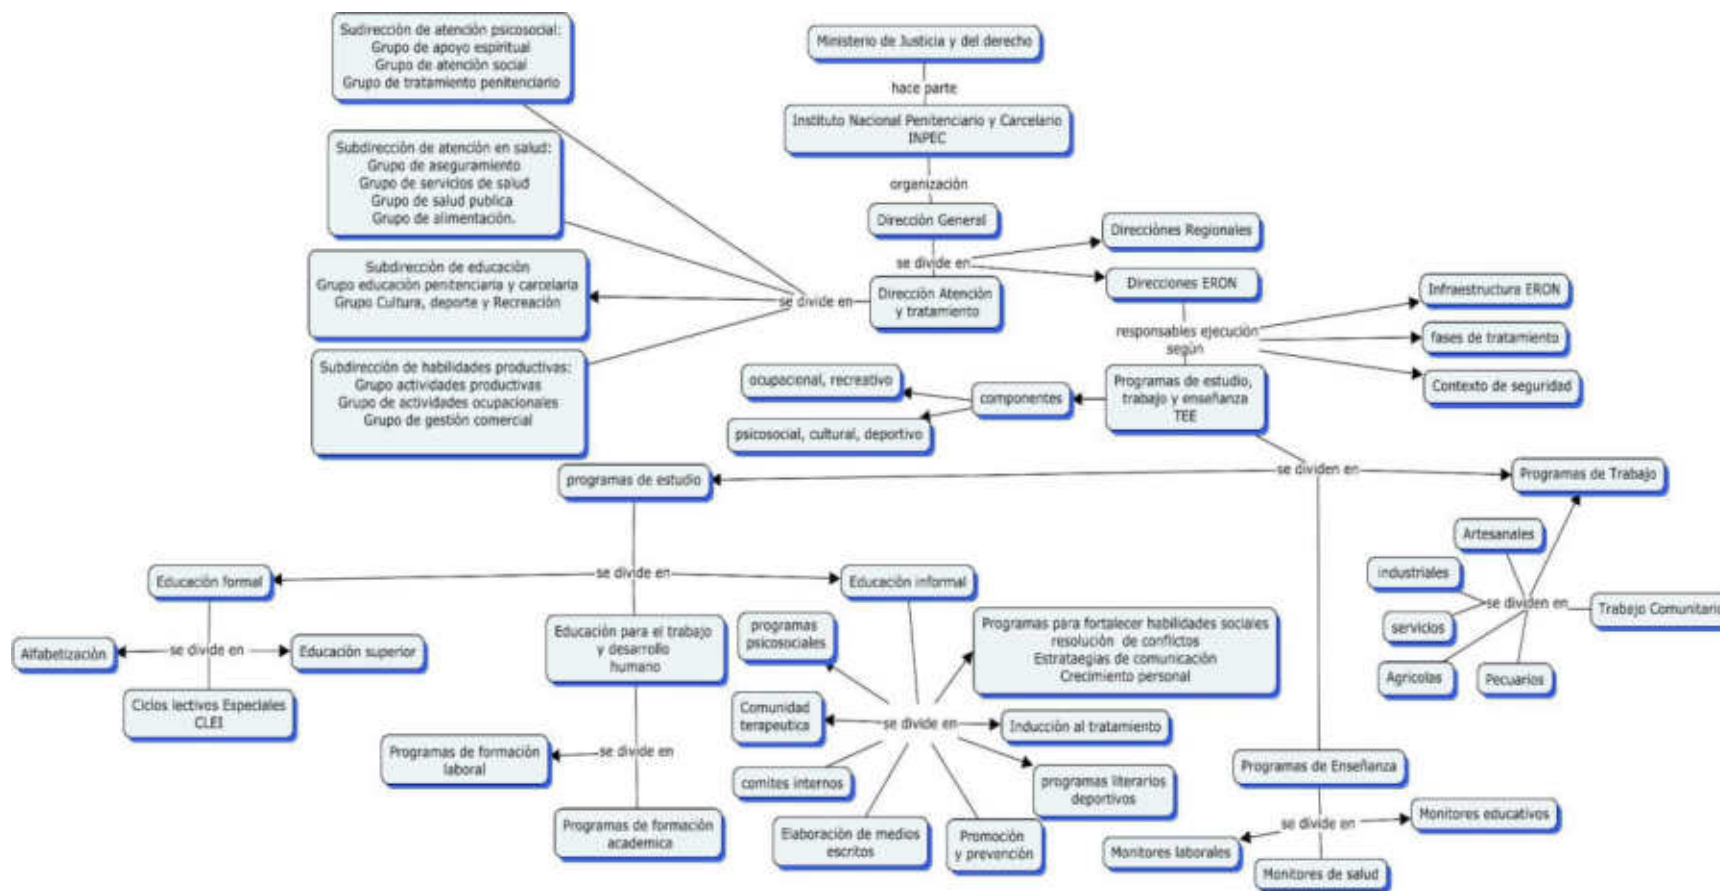 Sudirección de atención psicosocial:
Grupo de apoyo espiritual
Grupo de atención social
Grupo de tratamiento penitenciario
Ministerio de Justicia y del derecho
hace parte
Instituto Nacional Penitenciario y Carcelario
INPEC
organización
Subdirección de atención en salud:
Grupo de aseguramiento
Grupo de servicios de salud
Grupo de salud publica
Grupo de alimentación.
Dirección General
se divide en
Direcciónes Regionales
Direcciones ERON
Subdirección de educación
Grupo educación penitenciaria y carcelaria
Grupo Cultura, deporte y Recreación
se divide en
Dirección Atención
y tratamiento
responsables ejecución
según
Infraestructura ERON
fases de tratamiento
Contexto de seguridad
Subdirección de habilidades productivas:
Grupo actividades productivas
Grupo de actividades ocupacionales
Grupo de gestión comercial
ocupacional, recreativo
componentes
psicosocial, cultural, deportivo
Programas de estudio,
trabajo y enseñanza
TEE
se dividen en
programas de estudio
Programas de Trabajo
se divide en
Educación formal
Educación informal
se divide en
Alfabetización
Educación superior
Ciclos lectivos Especiales
CLEI
Educación para el trabajo
y desarrollo
humano
se divide en
Programas de formación
laboral
Programas de formación
academica
programas
psicosociales
Programas para fortalecer habilidades sociales
resolución de conflictos
Estrataegias de comunicación
Crecimiento personal
Comunidad
terapeutica
se divide en
Inducción al tratamiento
comites internos
programas literarios
deportivos
Elaboración de medios
escritos
Promoción
y prevención
Artesanales
industriales
se dividen en
Trabajo Comunitario
servicios
Agricolas
Pecuarios
Programas de Enseñanza
se divide en
Monitores educativos
Monitores laborales
Monitores de salud